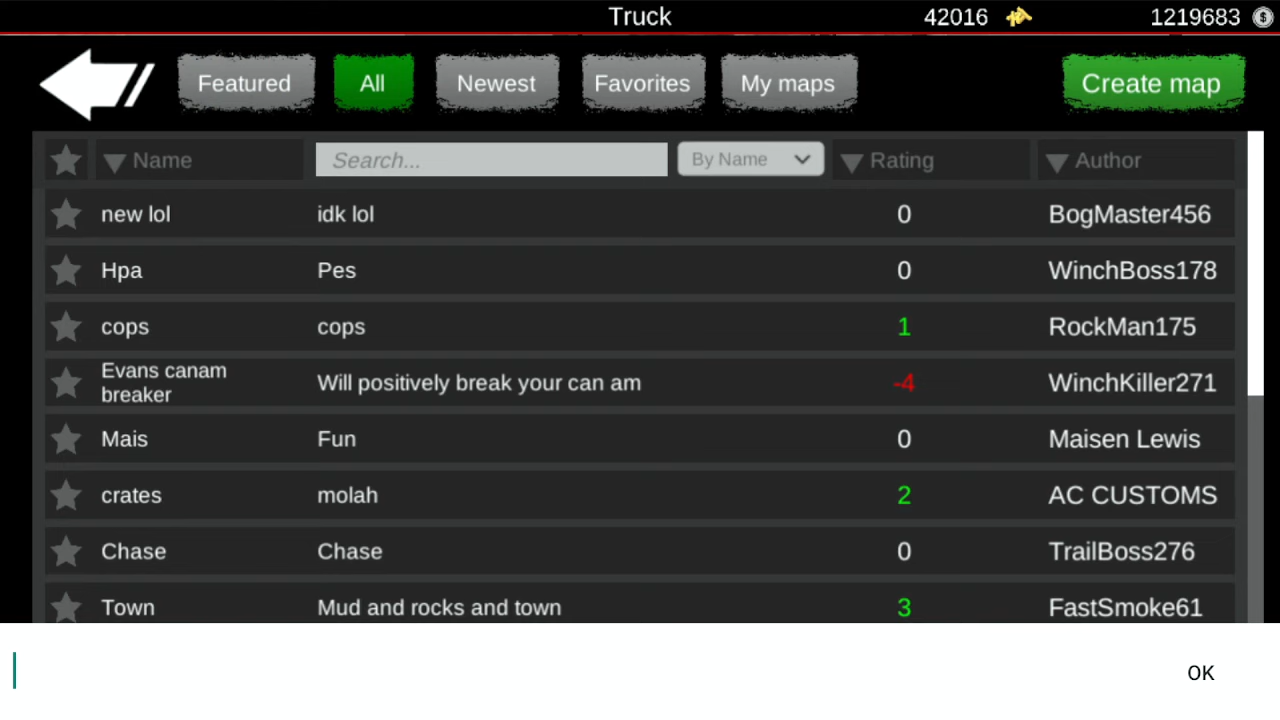 Truck 42016 1219683
Featured All Newest Favorites My maps Create map
Name Search... By Name Rating Author
new lol idk lol 0 BogMaster456
Hpa Pes 0 WinchBoss178
cops cops 1 RockMan175
Evans canam breaker Will positively break your can am -4 WinchKiller271
Mais Fun 0 Maisen Lewis
crates molah 2 AC CUSTOMS
Chase Chase 0 TrailBoss276
Town Mud and rocks and town 3 FastSmoke61
OK